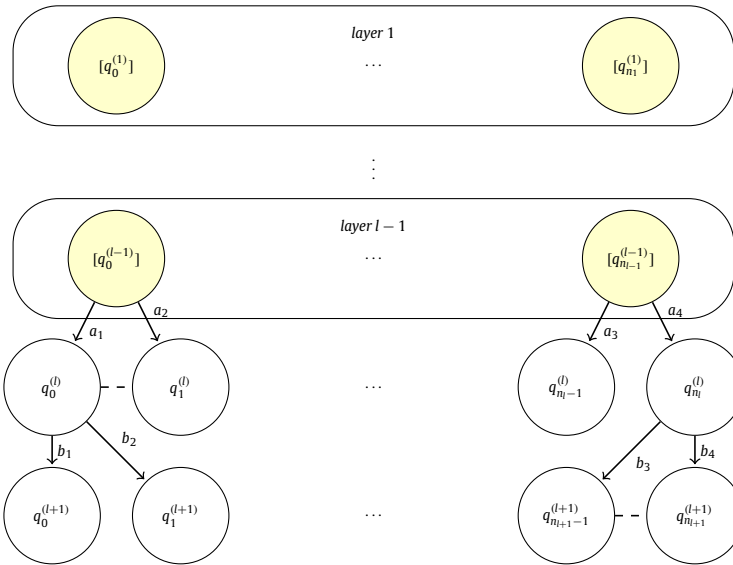 layer 1
[q_0^{(1)}] ... [q_{n_1}^{(1)}]
⋮
layer l − 1
[q_0^{(l−1)}] ... [q_{n_{l−1}}^{(l−1)}]
a_1 a_2 a_3 a_4
q_0^{(l)} q_1^{(l)} ... q_{n_l−1}^{(l)} q_{n_l}^{(l)}
b_1 b_2 b_3 b_4
q_0^{(l+1)} q_1^{(l+1)} ... q_{n_{l+1}−1}^{(l+1)} q_{n_{l+1}}^{(l+1)}